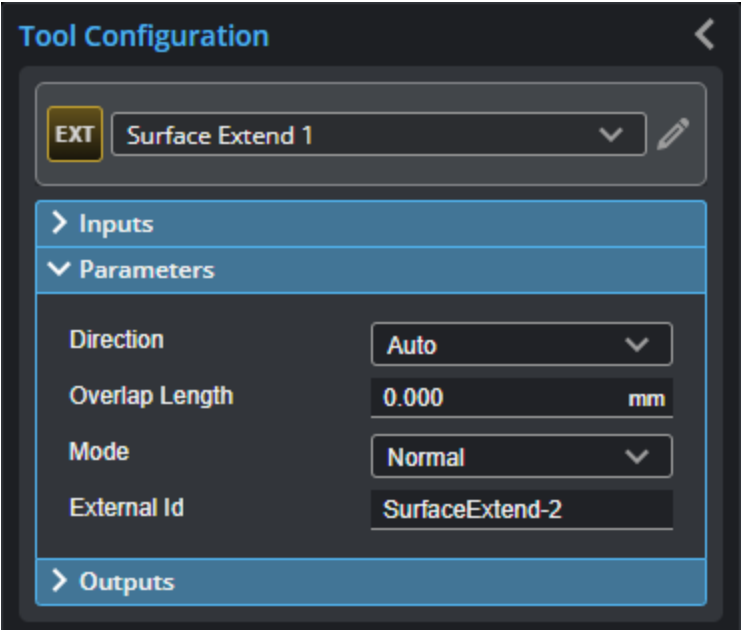 Tool Configuration
EXT Surface Extend 1
Inputs
Parameters
Direction Auto
Overlap Length 0.000 mm
Mode Normal
External Id SurfaceExtend-2
Outputs